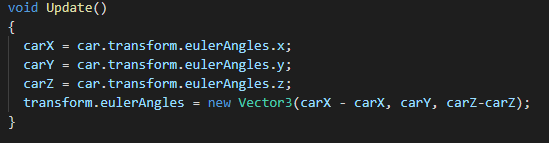 void Update()
{
carX = car.transform.eulerAngles.x;
carY = car.transform.eulerAngles.y;
carZ = car.transform.eulerAngles.z;
transform.eulerAngles = new Vector3(carX - carX, carY, carZ-carZ);
}